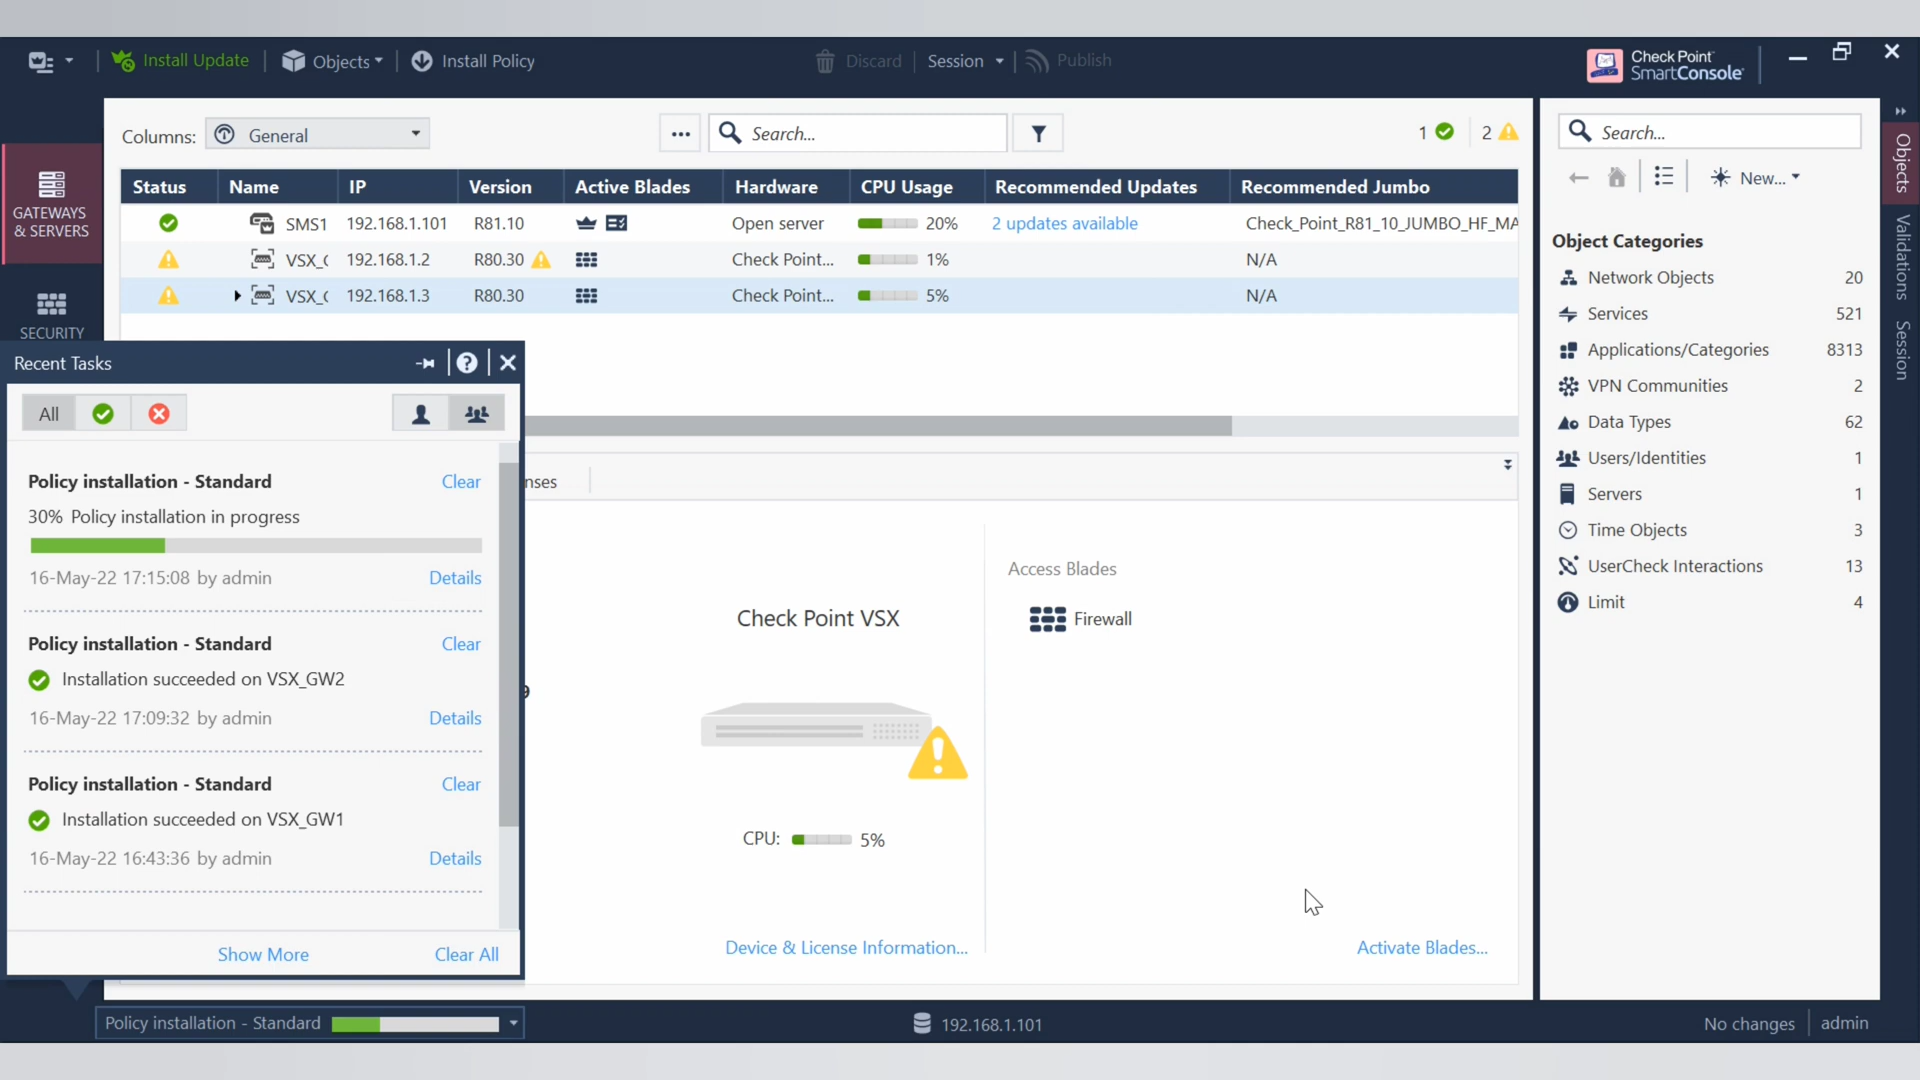 Install Update
Objects
Install Policy
Discard
Session
Publish
Check Point
SmartConsole
Columns:
General
Search...
1
2
Status Name IP Version Active Blades Hardware CPU Usage Recommended Updates Recommended Jumbo
SMS1 192.168.1.101 R81.10 Open server 20% 2 updates available Check_Point_R81_10_JUMBO_HF_MA
VSX_( 192.168.1.2 R80.30 Check Point... 1% N/A
VSX_( 192.168.1.3 R80.30 Check Point... 5% N/A
GATEWAYS
& SERVERS
SECURITY
Recent Tasks
All
Policy installation - Standard Clear
30% Policy installation in progress
16-May-22 17:15:08 by admin Details
Policy installation - Standard Clear
Installation succeeded on VSX_GW2
16-May-22 17:09:32 by admin Details
Policy installation - Standard Clear
Installation succeeded on VSX_GW1
16-May-22 16:43:36 by admin Details
Show More Clear All
nses
9
Check Point VSX
CPU: 5%
Device & License Information...
Access Blades
Firewall
Activate Blades...
Search...
New...
Object Categories
Network Objects 20
Services 521
Applications/Categories 8313
VPN Communities 2
Data Types 62
Users/Identities 1
Servers 1
Time Objects 3
UserCheck Interactions 13
Limit 4
Objects
Validations
Session
Policy installation - Standard
192.168.1.101
No changes
admin